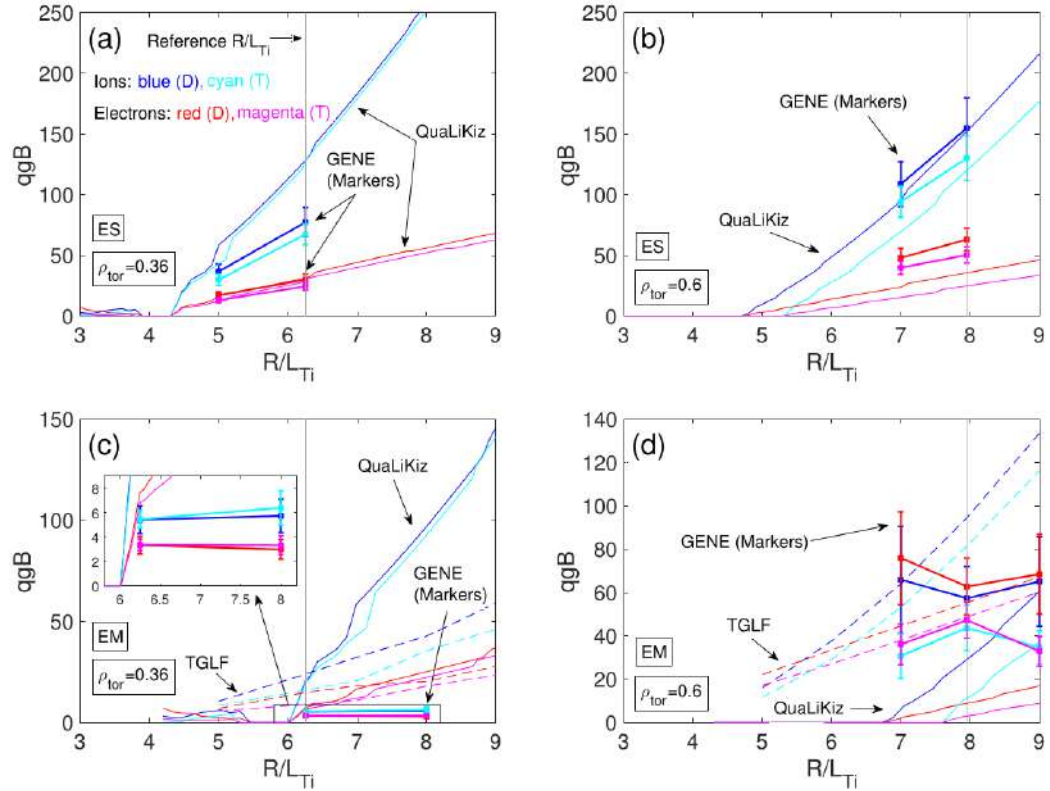 (a)
Reference R/L_Ti
Ions: blue (D), cyan (T)
Electrons: red (D), magenta (T)
QuaLiKiz
GENE
(Markers)
ES
ρ_tor=0.36
qgB
250
200
150
100
50
0
3 4 5 6 7 8 9
R/L_Ti
(b)
GENE (Markers)
QuaLiKiz
ES
ρ_tor=0.6
qgB
250
200
150
100
50
0
3 4 5 6 7 8 9
R/L_Ti
(c)
QuaLiKiz
GENE
(Markers)
TGLF
EM
ρ_tor=0.36
8
6
4
2
0
6 6.5 7 7.5 8
qgB
150
100
50
0
3 4 5 6 7 8 9
R/L_Ti
(d)
GENE (Markers)
TGLF
EM
ρ_tor=0.6
QuaLiKiz
qgB
140
120
100
80
60
40
20
0
3 4 5 6 7 8 9
R/L_Ti